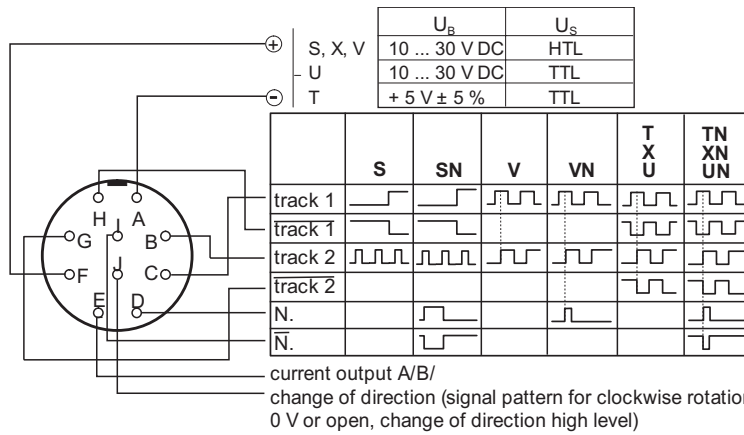 U_B U_S
⊕ S, X, V 10 ... 30 V DC HTL
- U 10 ... 30 V DC TTL
⊖ T + 5 V ± 5 % TTL
S SN V VN T X U TN XN UN
track 1
track 1
track 2
track 2
N.
N.
H I A
G B
F J C
E D
current output A/B/
change of direction (signal pattern for clockwise rotation
0 V or open, change of direction high level)